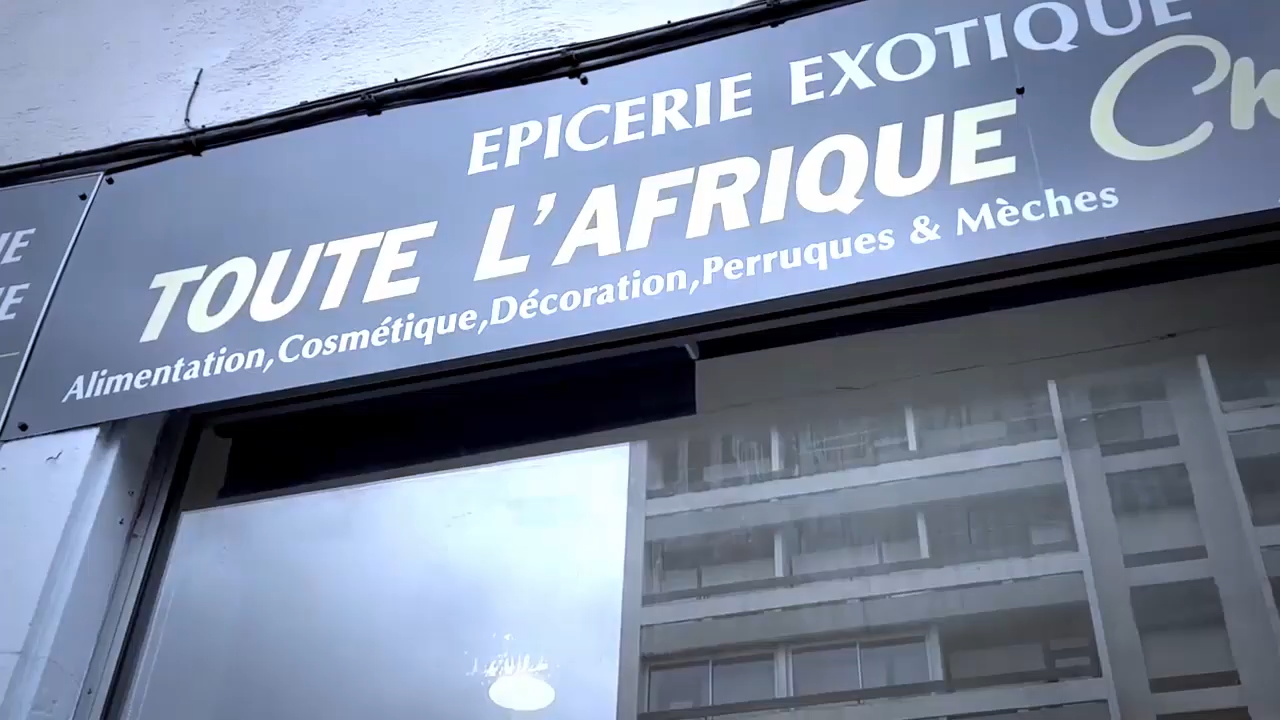 EPICERIE EXOTIQUE
TOUTE L'AFRIQUE
Alimentation,Cosmétique,Décoration,Perruques & Mèches